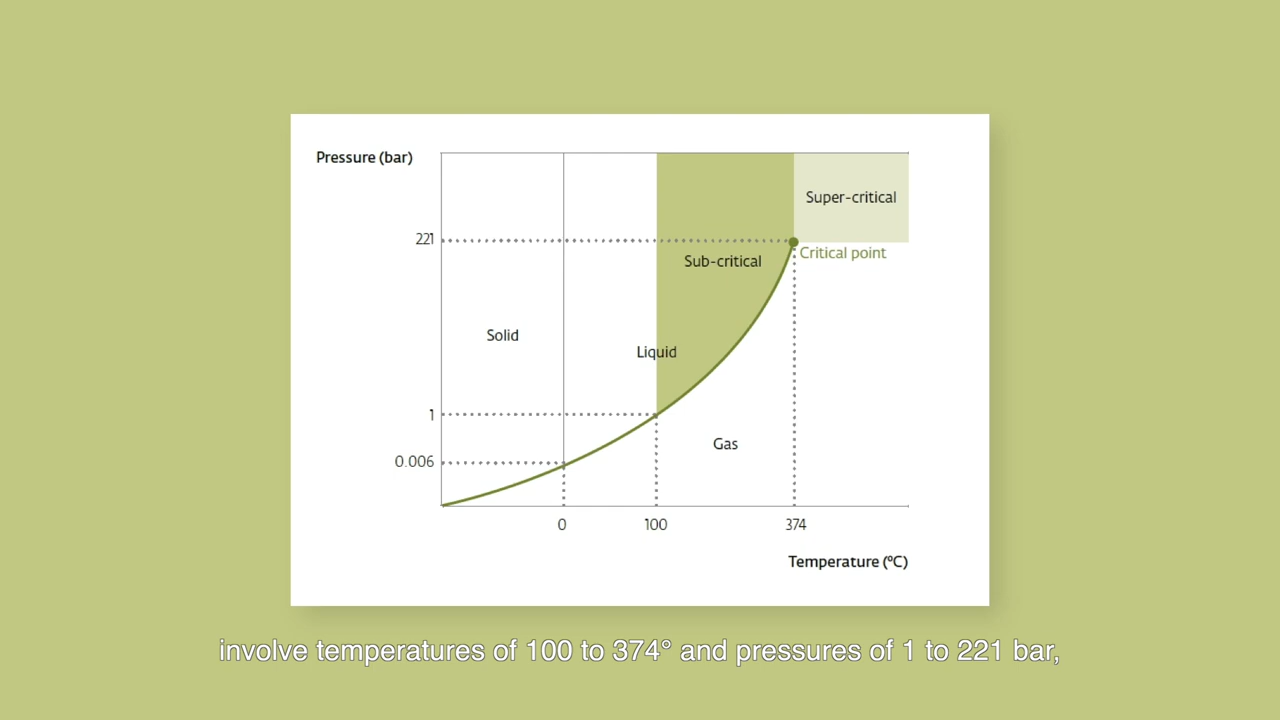 Pressure (bar)
Super-critical
221
Critical point
Sub-critical
Solid
Liquid
1
Gas
0.006
0
100
374
Temperature (ºC)
involve temperatures of 100 to 374° and pressures of 1 to 221 bar,